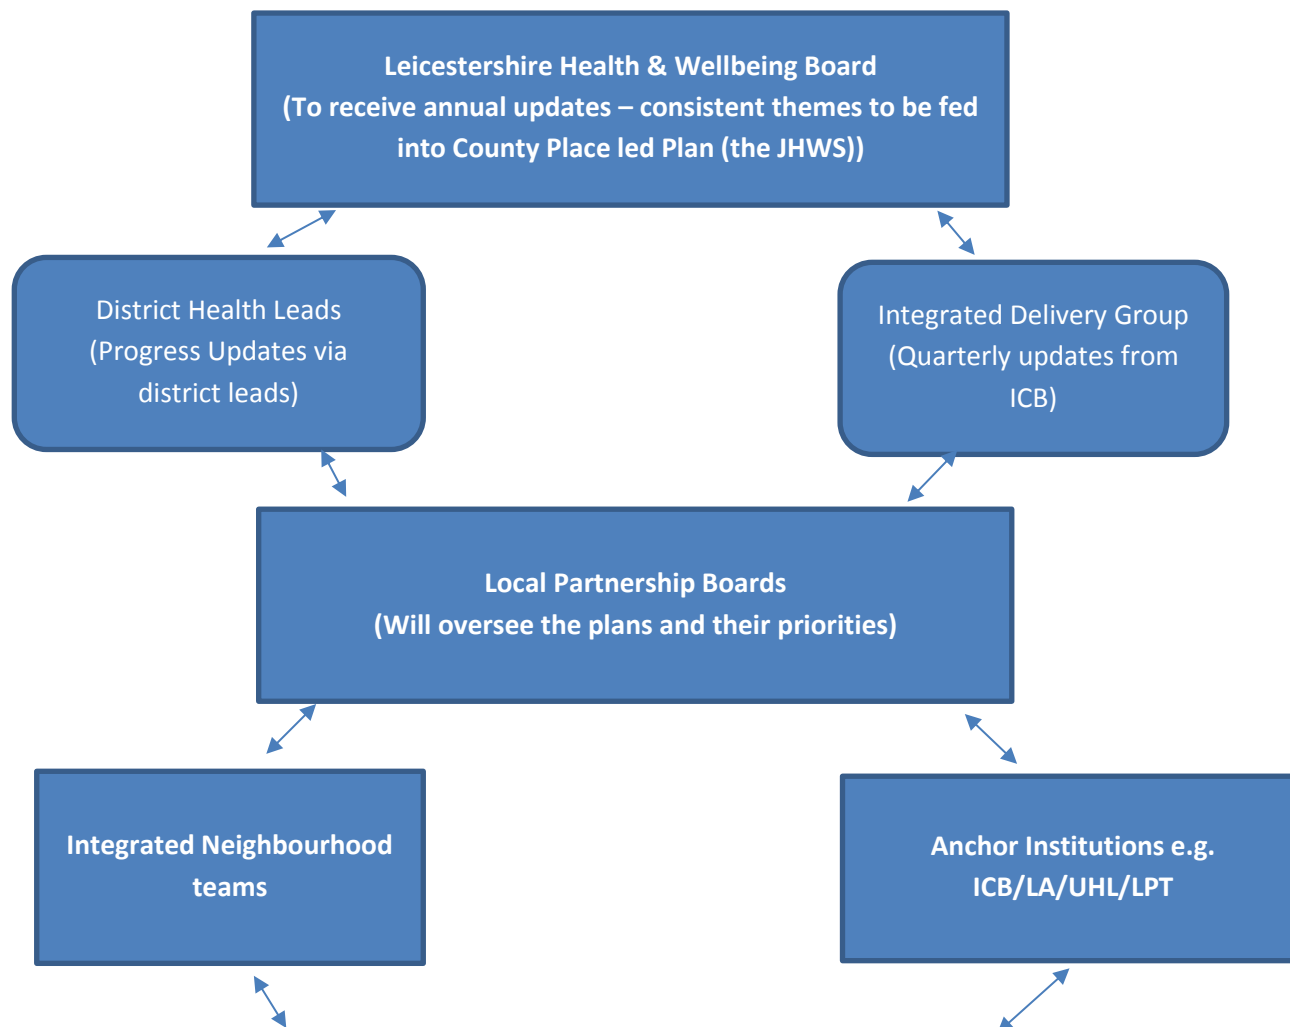 Leicestershire Health & Wellbeing Board
(To receive annual updates – consistent themes to be fed
into County Place led Plan (the JHWS))
District Health Leads
(Progress Updates via
district leads)
Integrated Delivery Group
(Quarterly updates from
ICB)
Local Partnership Boards
(Will oversee the plans and their priorities)
Integrated Neighbourhood
teams
Anchor Institutions e.g.
ICB/LA/UHL/LPT